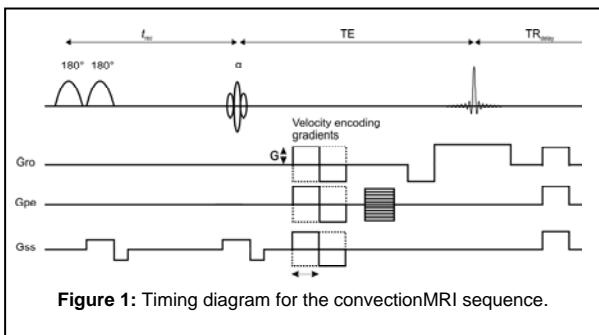 t_rec TE TR_delay
180° 180° α
Velocity encoding
gradients
G
Gro
Gpe
Gss
Figure 1: Timing diagram for the convectionMRI sequence.